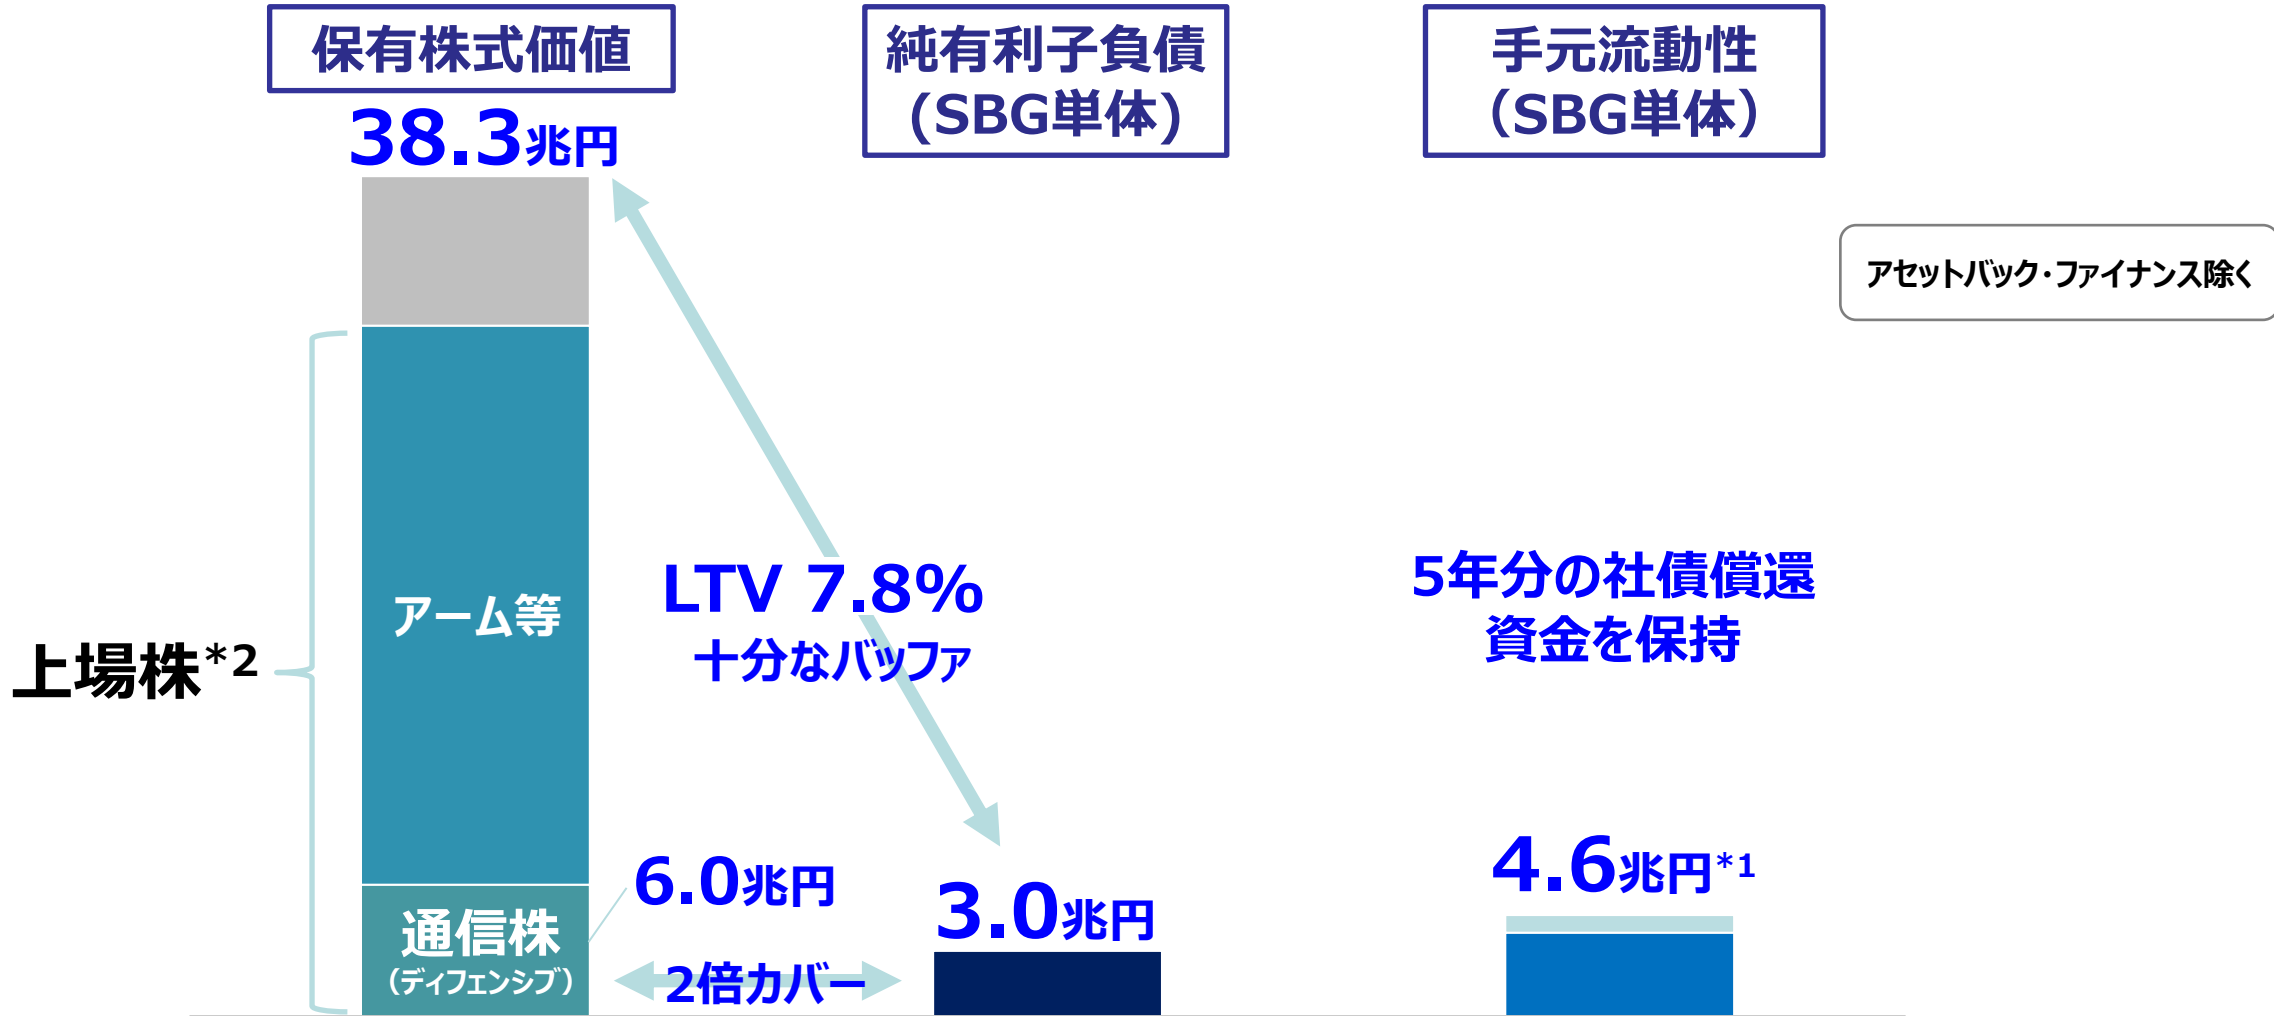 保有株式価値
38.3兆円
純有利子負債
(SBG単体)
手元流動性
（SBG単体）
アセットバック・ファイナンス除く
上場株*2
アーム等
LTV 7.8%
十分なバッファ
5年分の社債償還
資金を保持
通信株
（ディフェンシブ）
6.0兆円
2倍カバー
3.0兆円
4.6兆円*1